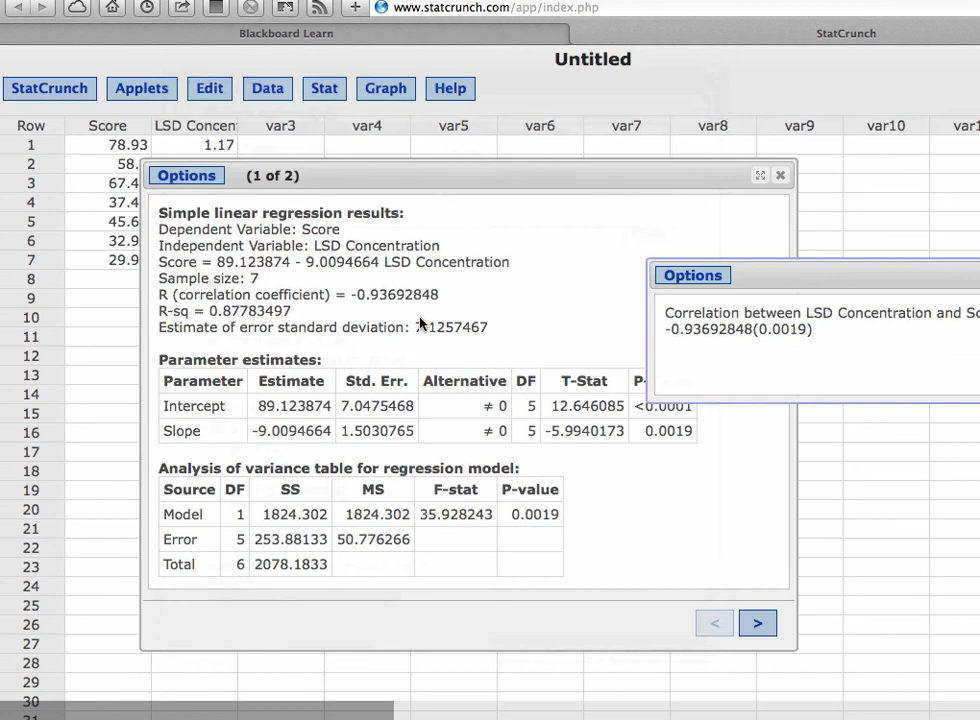 www.statcrunch.com/app/index.php
Blackboard Learn StatCrunch
Untitled
StatCrunch Applets Edit Data Stat Graph Help
Row Score LSD Concen var3 var4 var5 var6 var7 var8 var9 var10
1 78.93 1.17
2 58.
3 67.4
4 37.4
5 45.6
6 32.9
7 29.9
8
9
10
11
12
13
14
15
16
17
18
19
20
21
22
23
24
25
26
27
28
29
30
Options (1 of 2)
Simple linear regression results:
Dependent Variable: Score
Independent Variable: LSD Concentration
Score = 89.123874 - 9.0094664 LSD Concentration
Sample size: 7
R (correlation coefficient) = -0.93692848
R-sq = 0.87783497
Estimate of error standard deviation: 7.1257467
Parameter estimates:
Parameter Estimate Std. Err. Alternative DF T-Stat
Intercept 89.123874 7.0475468 ≠ 0 5 12.646085 <0.0001
Slope -9.0094664 1.5030765 ≠ 0 5 -5.9940173 0.0019
Analysis of variance table for regression model:
Source DF SS MS F-stat P-value
Model 1 1824.302 1824.302 35.928243 0.0019
Error 5 253.88133 50.776266
Total 6 2078.1833
< >
Options
Correlation between LSD Concentration and Sc
-0.93692848(0.0019)